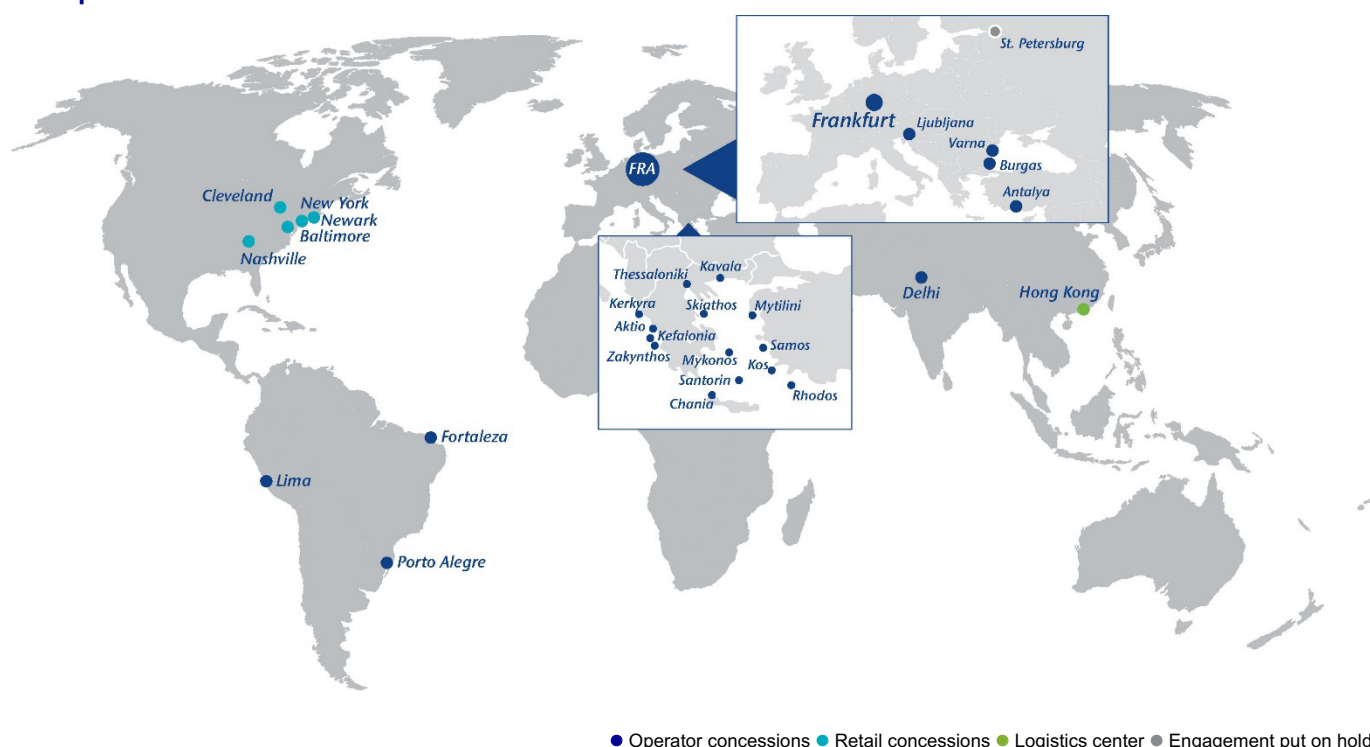 St. Petersburg
Frankfurt
Ljubljana
Varna
Burgas
Antalya
FRA
Cleveland
New York
Newark
Baltimore
Nashville
Thessaloniki
Kavala
Kerkyra
Skiathos
Mytilini
Aktio
Kefalonia
Zakynthos
Mykonos
Samos
Kos
Santorin
Rhodos
Chania
Delhi
Hong Kong
Fortaleza
Lima
Porto Alegre
Operator concessions Retail concessions Logistics center Engagement put on hold